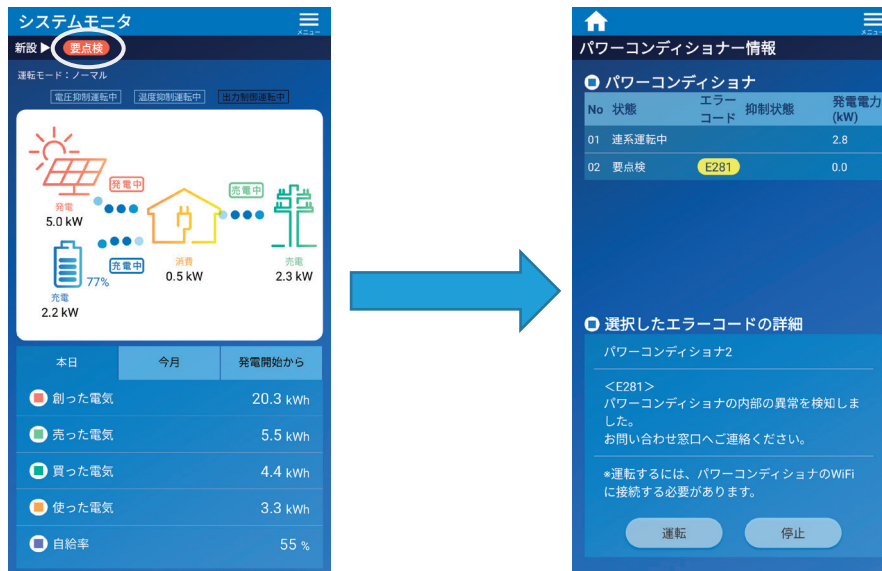 システムモニタ
メニュー
新設▶ 要点検
運転モード：ノーマル
電圧抑制運転中 温度抑制運転中 出力制御運転中
発電中
売電中
発電
5.0 kW
充電中
77%
消費
0.5 kW
売電
2.3 kW
充電
2.2 kW
本日 今月 発電開始から
創った電気 20.3 kWh
売った電気 5.5 kWh
買った電気 4.4 kWh
使った電気 3.3 kWh
自給率 55 %
メニュー
パワーコンディショナー情報
パワーコンディショナ
No 状態 エラーコード 抑制状態 発電電力(kW)
01 連系運転中 2.8
02 要点検 E281 0.0
選択したエラーコードの詳細
パワーコンディショナ2
<E281>
パワーコンディショナの内部の異常を検知しま
した。
お問い合わせ窓口へご連絡ください。
※運転するには、パワーコンディショナのWiFi
に接続する必要があります。
運転 停止